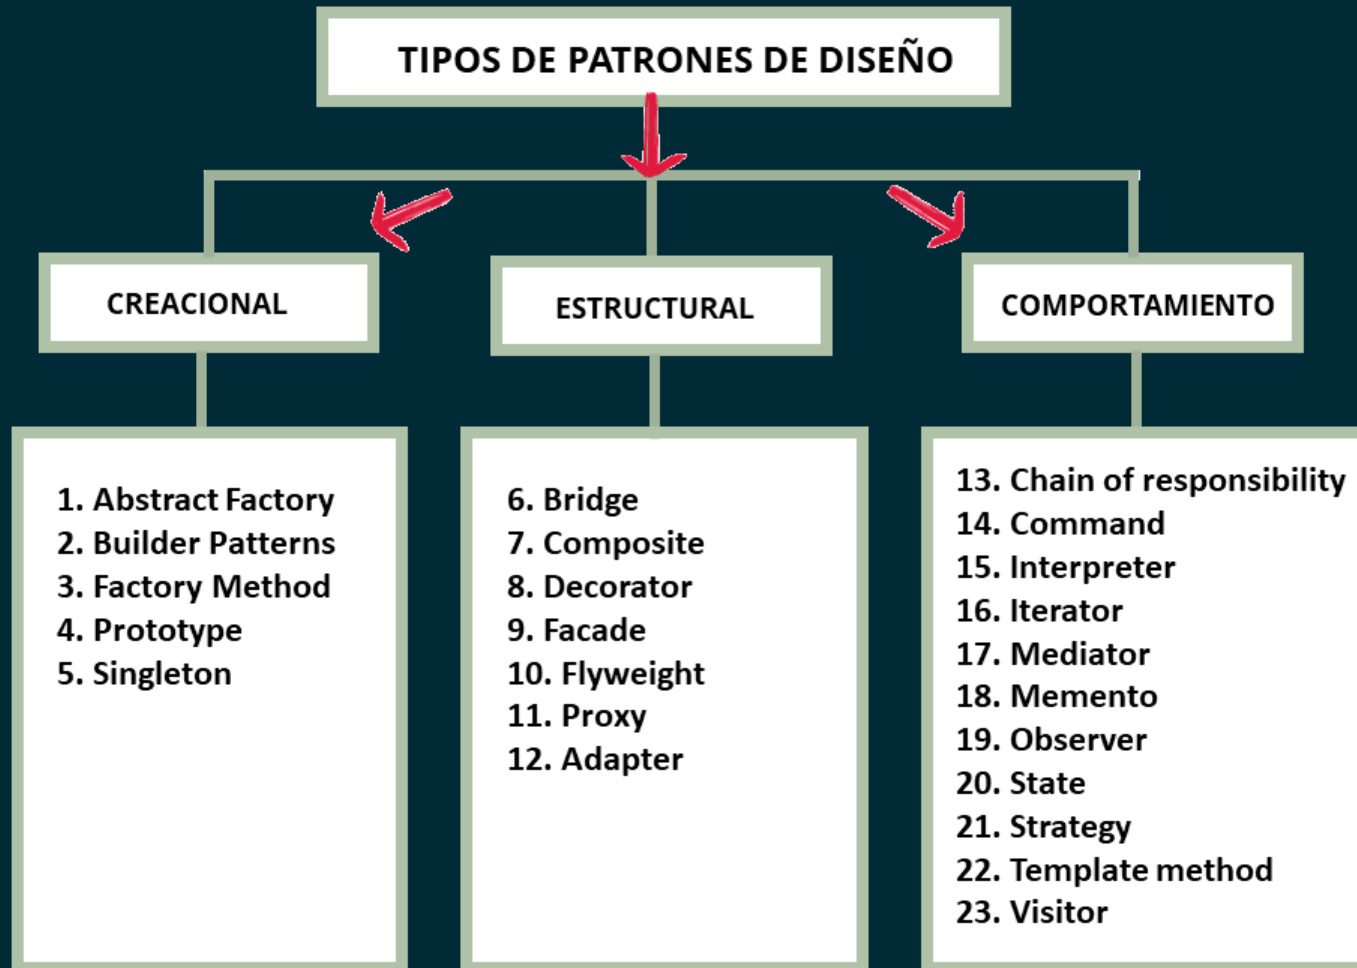 TIPOS DE PATRONES DE DISEÑO
CREACIONAL
ESTRUCTURAL
COMPORTAMIENTO
1. Abstract Factory
2. Builder Patterns
3. Factory Method
4. Prototype
5. Singleton
6. Bridge
7. Composite
8. Decorator
9. Facade
10. Flyweight
11. Proxy
12. Adapter
13. Chain of responsibility
14. Command
15. Interpreter
16. Iterator
17. Mediator
18. Memento
19. Observer
20. State
21. Strategy
22. Template method
23. Visitor